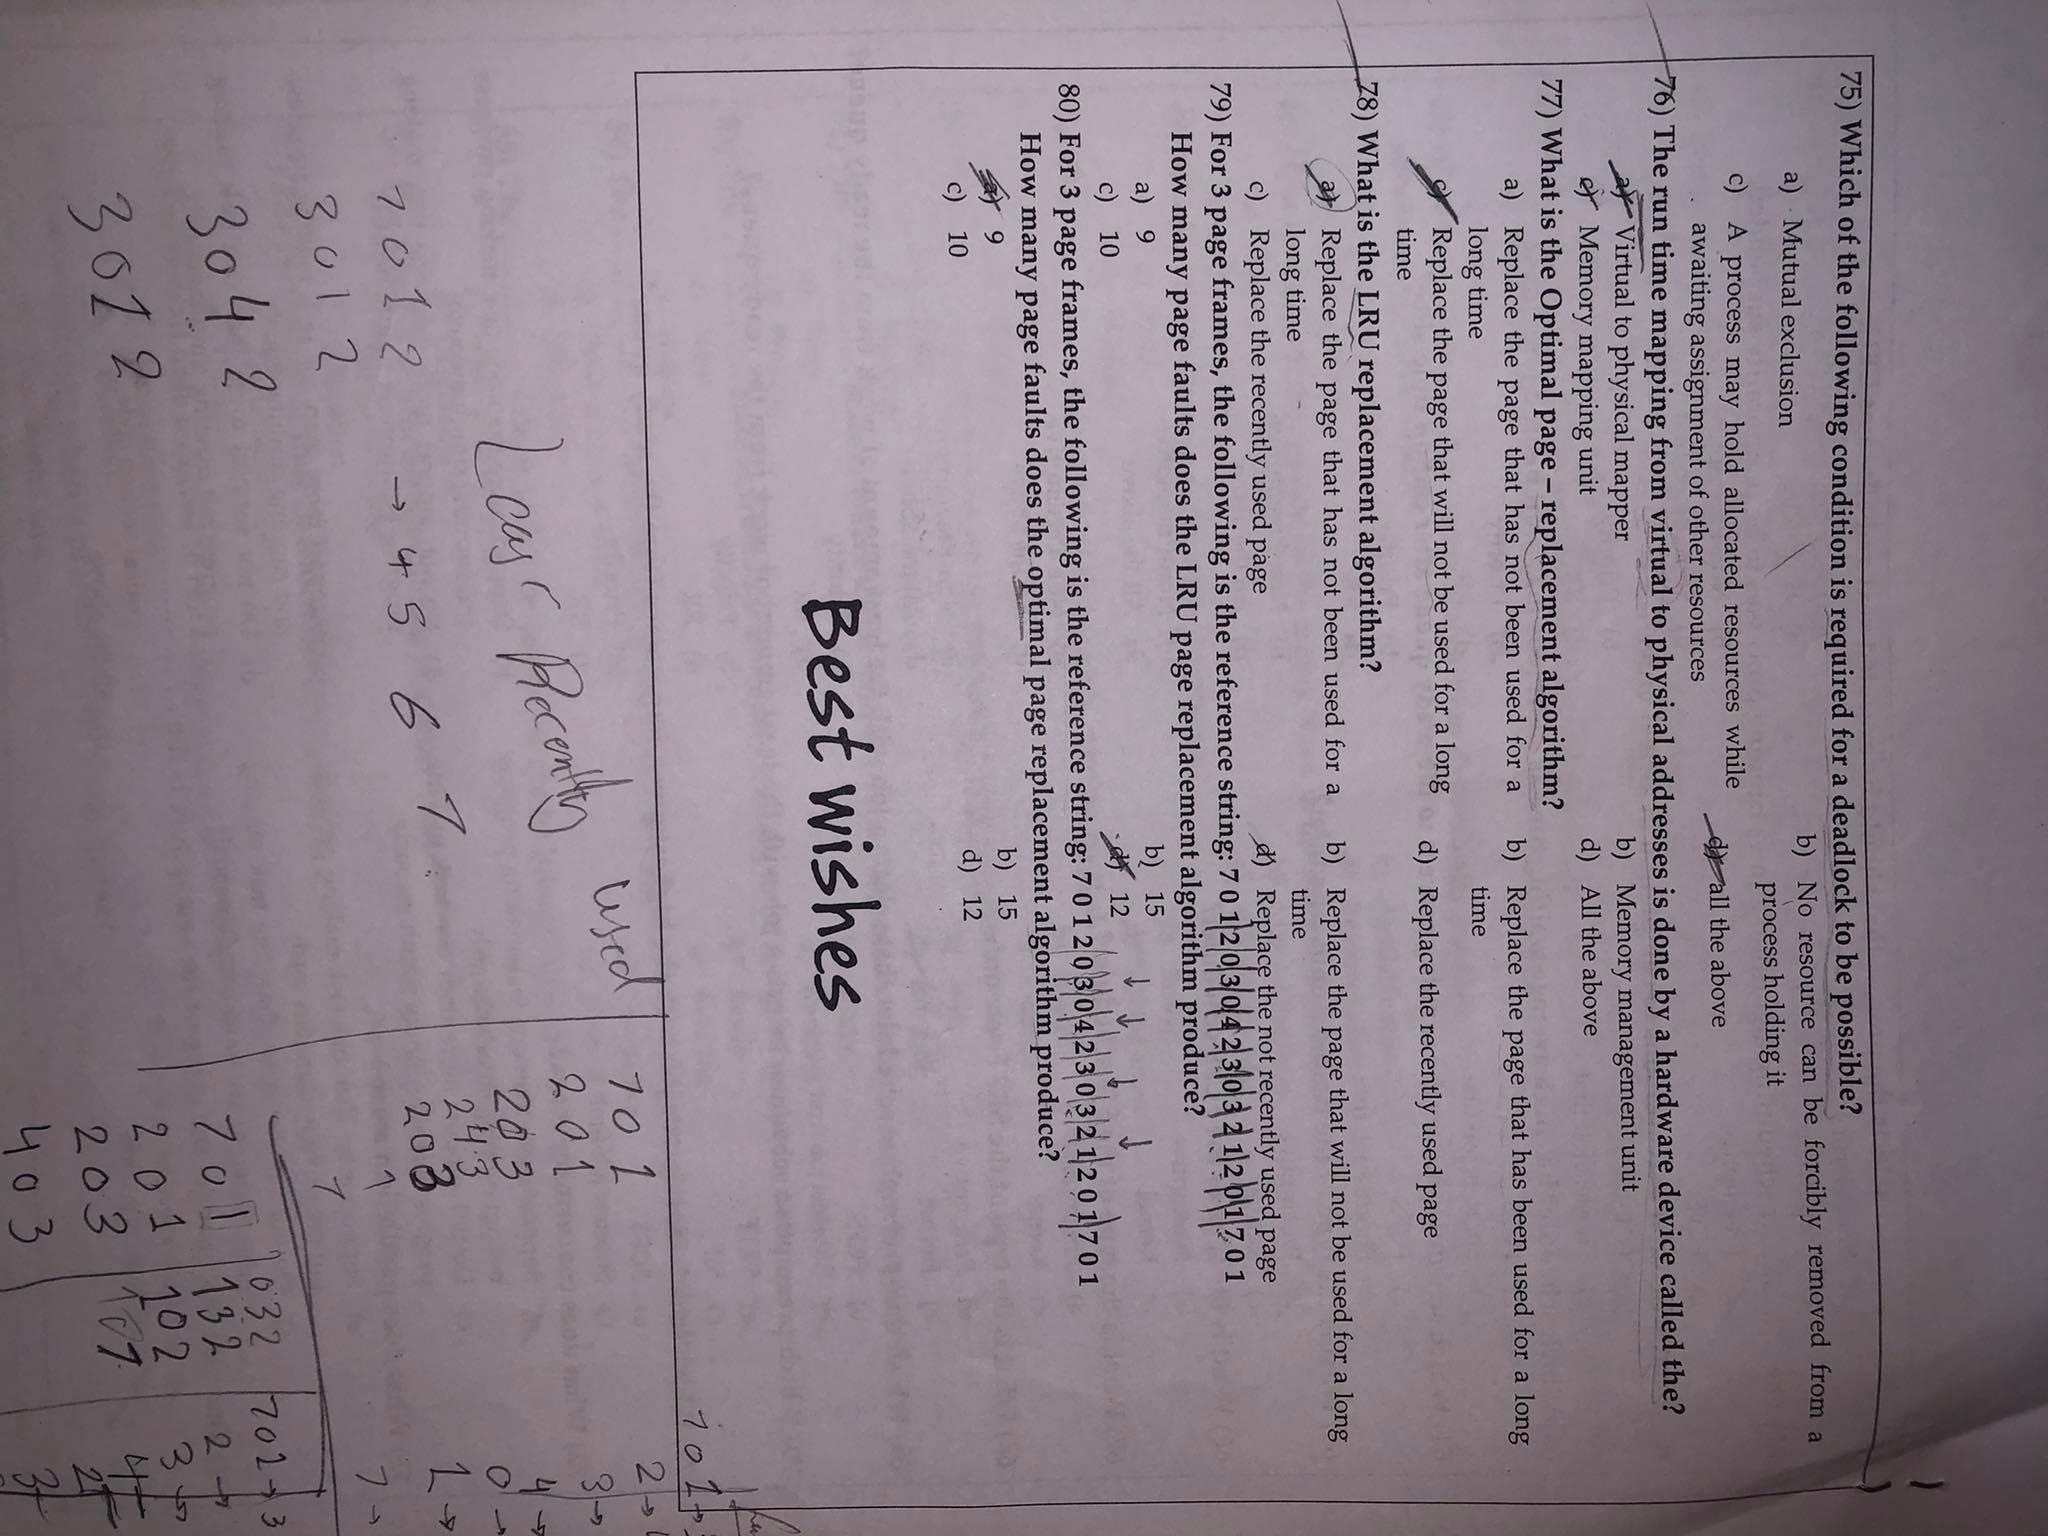 75) Which of the following condition is required for a deadlock to be possible?
a) Mutual exclusion
b) No resource can be forcibly removed from a
process holding it
c) A process may hold allocated resources while
awaiting assignment of other resources
d) all the above
76) The run time mapping from virtual to physical addresses is done by a hardware device called the?
a) Virtual to physical mapper
b) Memory management unit
c) Memory mapping unit
d) All the above
77) What is the Optimal page – replacement algorithm?
a) Replace the page that has not been used for a
long time
b) Replace the page that has been used for a long
time
c) Replace the page that will not be used for a long
time
d) Replace the recently used page
78) What is the LRU replacement algorithm?
a) Replace the page that has not been used for a
long time
b) Replace the page that will not be used for a long
time
c) Replace the recently used page
d) Replace the not recently used page
79) For 3 page frames, the following is the reference string: 7 0 1 2 0 3 0 4 2 3 0 3 2 1 2 0 1 7 0 1
How many page faults does the LRU page replacement algorithm produce?
a) 9
b) 15
c) 10
d) 12
80) For 3 page frames, the following is the reference string: 7 0 1 2 0 3 0 4 2 3 0 3 2 1 2 0 1 7 0 1
How many page faults does the optimal page replacement algorithm produce?
a) 9
b) 15
c) 10
d) 12
Best wishes
Recently used
7 0 1 2 → 4 5 6 7
3 0 1 2
3 0 4 2
3 0 1 2
7 0 1
2 0 1
2 0 3
2 4 3
2 0 3
1
7
7 0 1
2 0 1
2 0 3
4 0 3
0 3 2
1 3 2
1 0 2
7 0 1 →
2 →
3 →
4 →
0 →
1 →
7 →
7 0 1 → 3
2 →
3 →
4
2
3